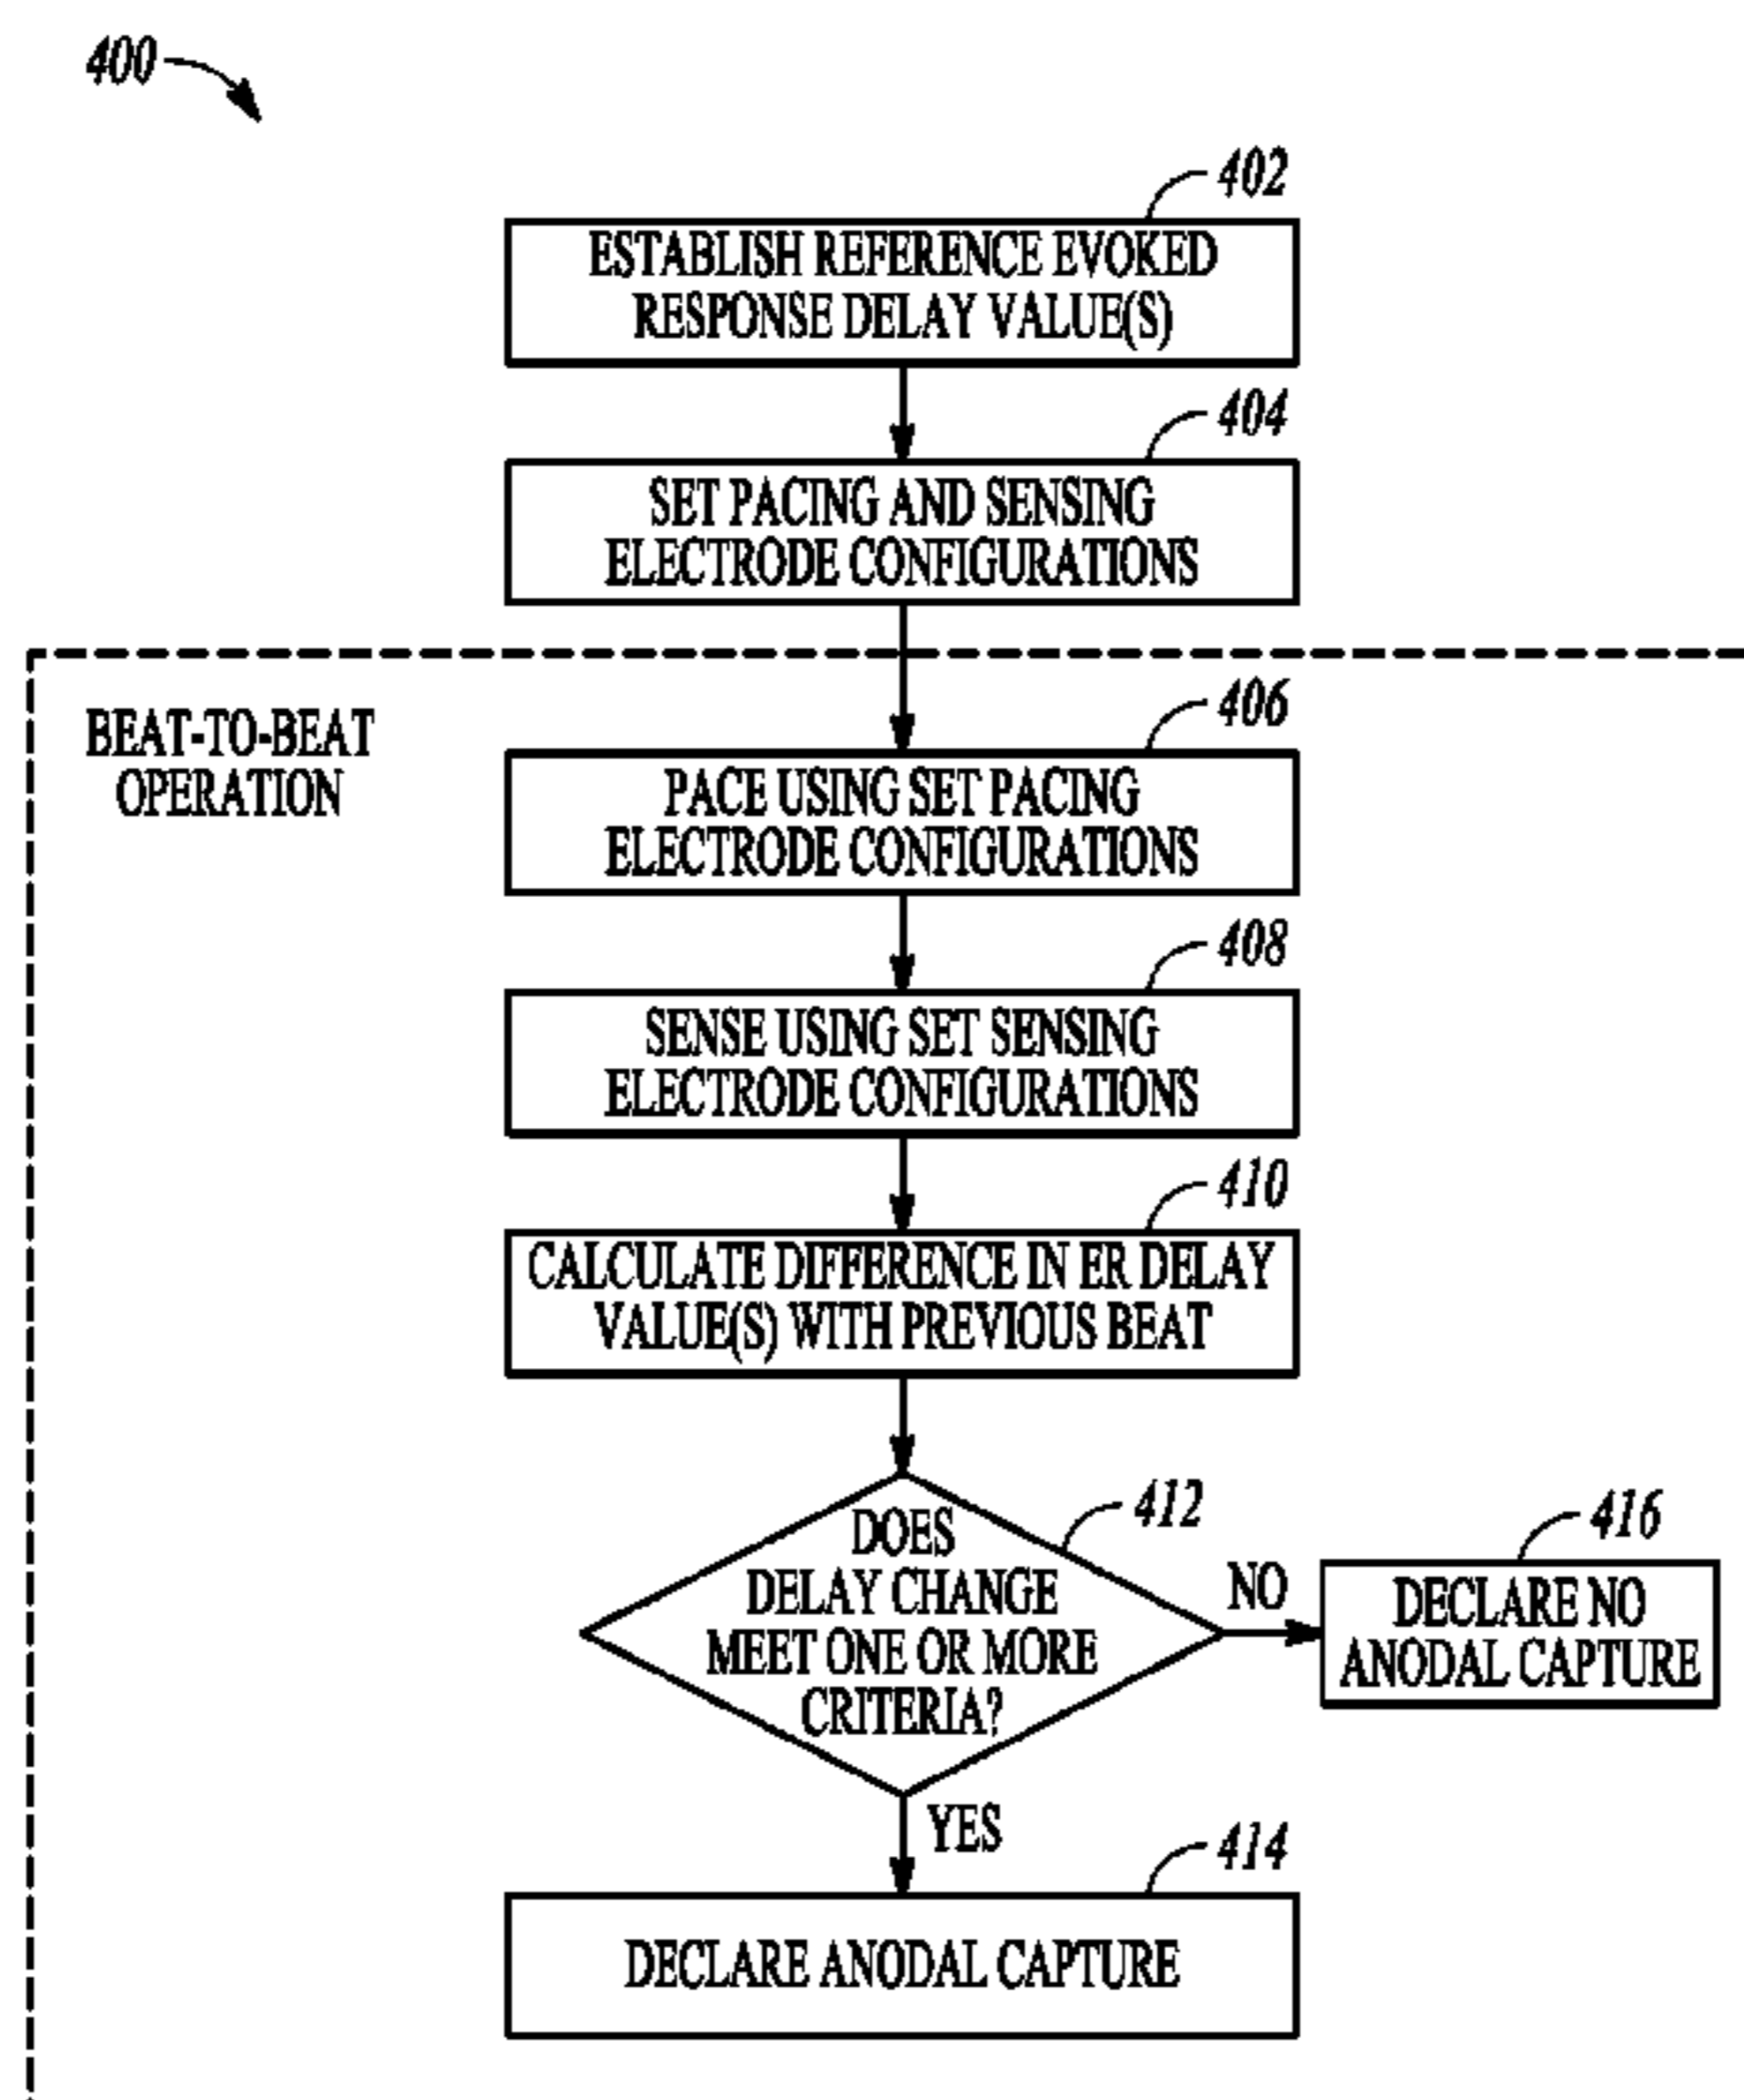 400
402
ESTABLISH REFERENCE EVOKED
RESPONSE DELAY VALUE(S)
404
SET PACING AND SENSING
ELECTRODE CONFIGURATIONS
BEAT-TO-BEAT
OPERATION
406
PACE USING SET PACING
ELECTRODE CONFIGURATIONS
408
SENSE USING SET SENSING
ELECTRODE CONFIGURATIONS
410
CALCULATE DIFFERENCE IN ER DELAY
VALUE(S) WITH PREVIOUS BEAT
412
DOES
DELAY CHANGE
MEET ONE OR MORE
CRITERIA?
NO
416
DECLARE NO
ANODAL CAPTURE
YES
414
DECLARE ANODAL CAPTURE